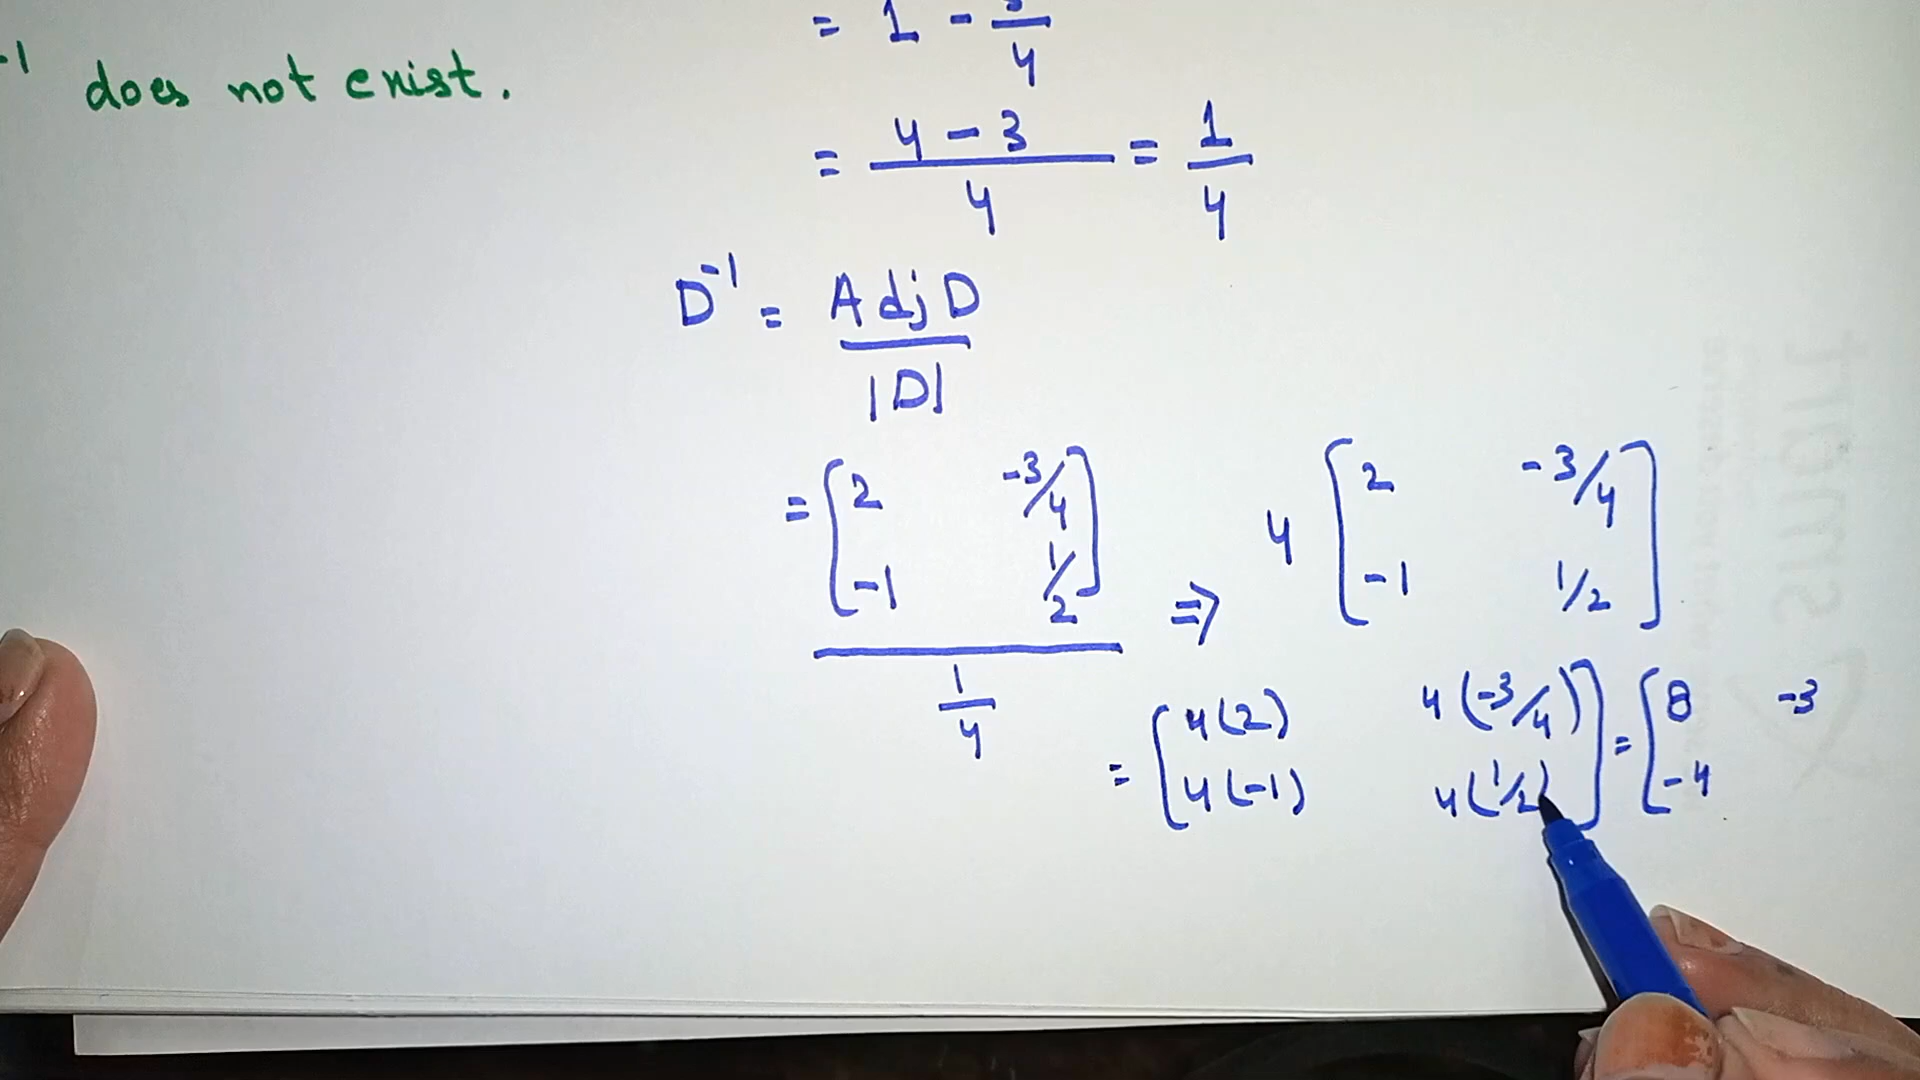 -1 does not exist.
= 1 - 3/4
= 4 - 3 / 4 = 1/4
D⁻¹ = Adj D / |D|
= [2 -3/4] / 1/4 ⇒ 4 [2 -3/4]
[-1 1/2] [-1 1/2]
= [4(2) 4(-3/4)] = [8 -3
[4(-1) 4(1/2)] [-4